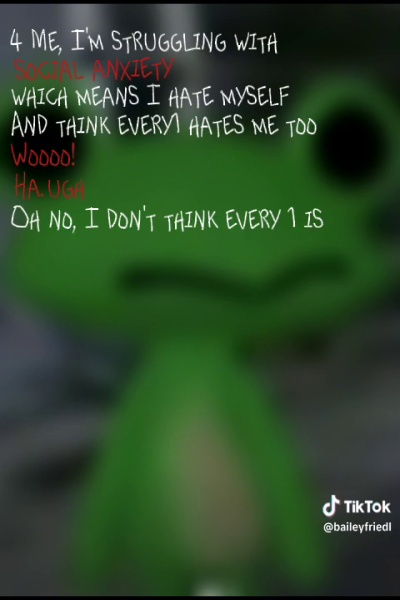 4 ME, I'M STRUGGLING WITH
SOCIAL ANXIETY
WHICH MEANS I HATE MYSELF
AND THINK EVERY1 HATES ME TOO
WOOOO!
HA. UGH
OH NO, I DON'T THINK EVERY 1 IS
TikTok
@baileyfriedl